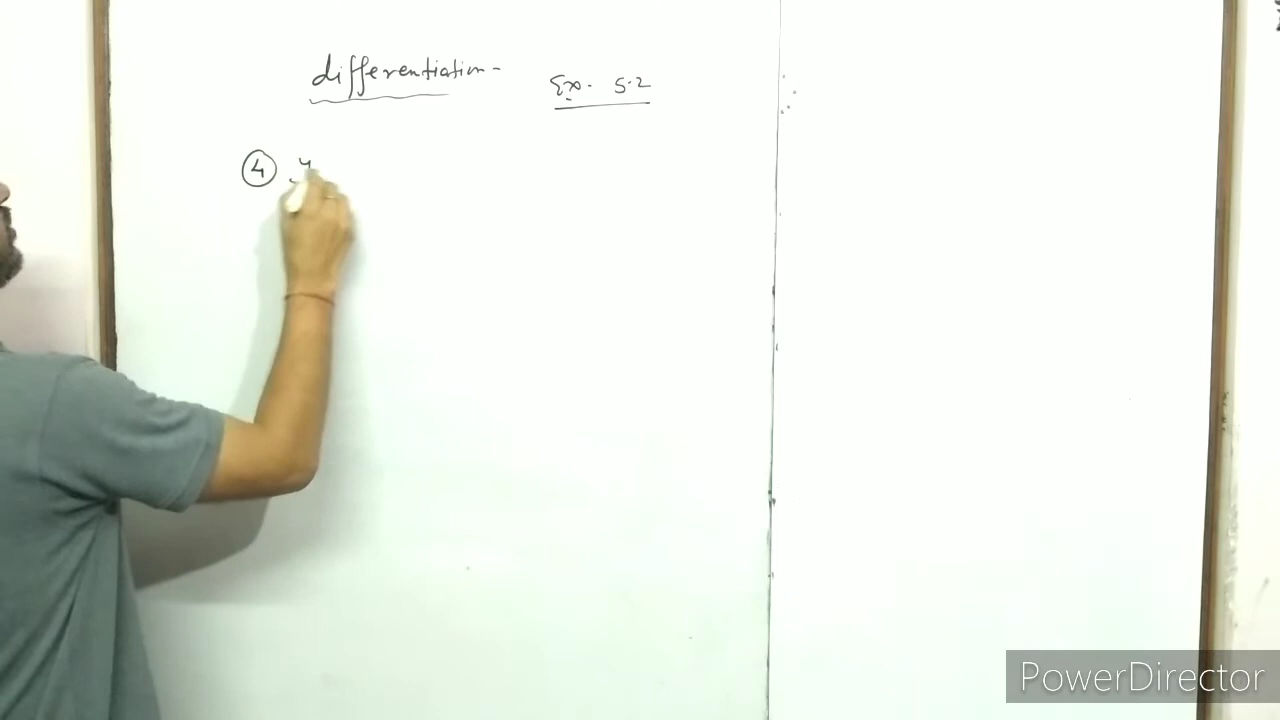 differentiation- Ex. 5.2
④ y
PowerDirector